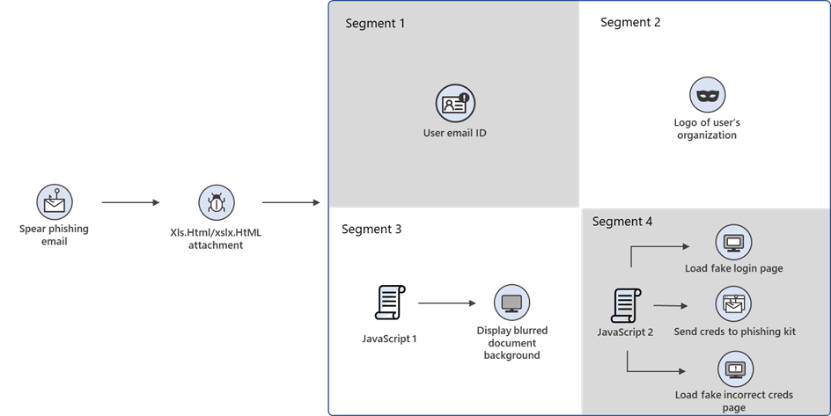 Segment 1
Segment 2
User email ID
Logo of user's
organization
Spear phishing
email
Xls.Html/xslx.HtML
attachment
Segment 3
JavaScript 1
Display blurred
document
background
Segment 4
Load fake login page
JavaScript 2
Send creds to phishing kit
Load fake incorrect creds
page